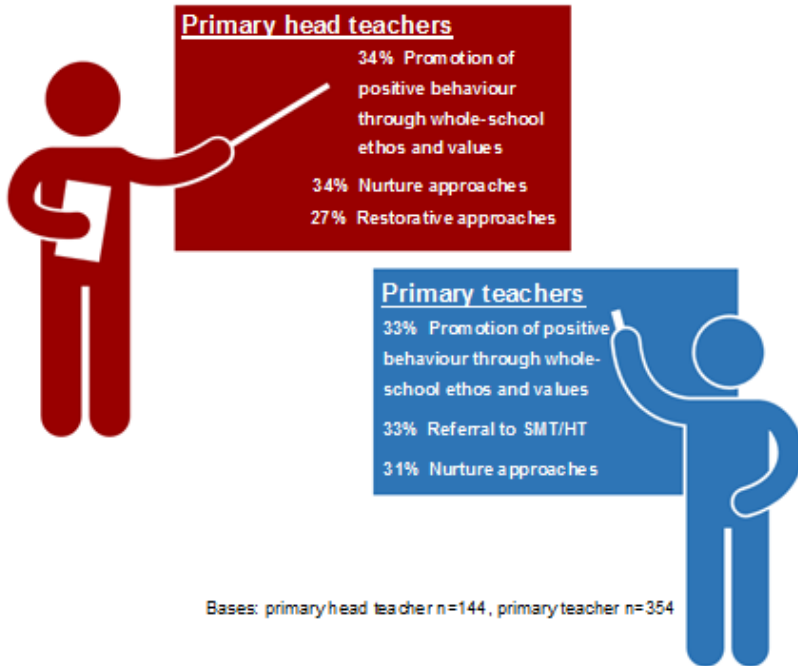 Primary head teachers
34% Promotion of
positive behaviour
through whole-school
ethos and values
34% Nurture approaches
27% Restorative approaches
Primary teachers
33% Promotion of positive
behaviour through whole-
school ethos and values
33% Referral to SMT/HT
31% Nurture approaches
Bases: primary head teacher n=144, primary teacher n=354